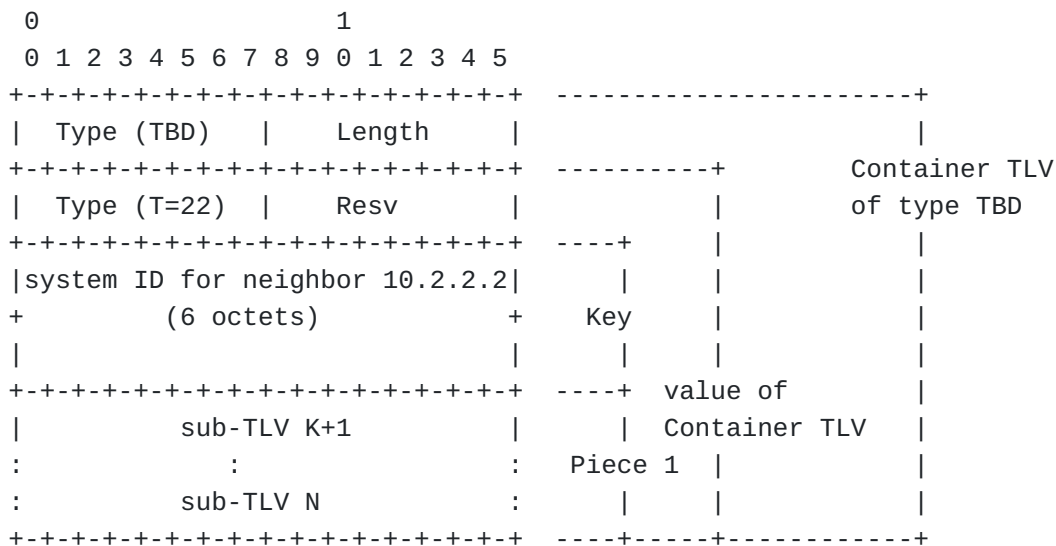 0                   1
 0 1 2 3 4 5 6 7 8 9 0 1 2 3 4 5
+-+-+-+-+-+-+-+-+-+-+-+-+-+-+-+-+  -----------------------+
|  Type (TBD)   |    Length     |                         |
+-+-+-+-+-+-+-+-+-+-+-+-+-+-+-+-+  ----------+        Container TLV
|  Type (T=22)  |    Resv       |            |        of type TBD
+-+-+-+-+-+-+-+-+-+-+-+-+-+-+-+-+  ----+     |            |
|system ID for neighbor 10.2.2.2|      |     |            |
+         (6 octets)            +    Key     |            |
|                               |      |     |            |
+-+-+-+-+-+-+-+-+-+-+-+-+-+-+-+-+  ----+  value of        |
|          sub-TLV K+1          |      |  Container TLV   |
:             :                 :   Piece 1  |            |
:          sub-TLV N            :      |     |            |
+-+-+-+-+-+-+-+-+-+-+-+-+-+-+-+-+  ----+-----+------------+